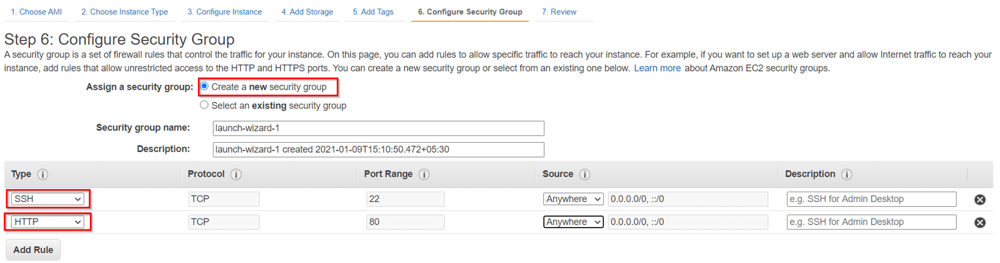 1. Choose AMI 2. Choose Instance Type 3. Configure Instance 4. Add Storage 5. Add Tags 6. Configure Security Group 7. Review
Step 6: Configure Security Group
A security group is a set of firewall rules that control the traffic for your instance. On this page, you can add rules to allow specific traffic to reach your instance. For example, if you want to set up a web server and allow Internet traffic to reach your
instance, add rules that allow unrestricted access to the HTTP and HTTPS ports. You can create a new security group or select from an existing one below. Learn more about Amazon EC2 security groups.
Assign a security group: Create a new security group
Select an existing security group
Security group name: launch-wizard-1
Description: launch-wizard-1 created 2021-01-09T15:10:50.472+05:30
Type i Protocol i Port Range i Source i Description i
SSH TCP 22 Anywhere 0.0.0.0/0, ::/0 e.g. SSH for Admin Desktop
HTTP TCP 80 Anywhere 0.0.0.0/0, ::/0 e.g. SSH for Admin Desktop
Add Rule